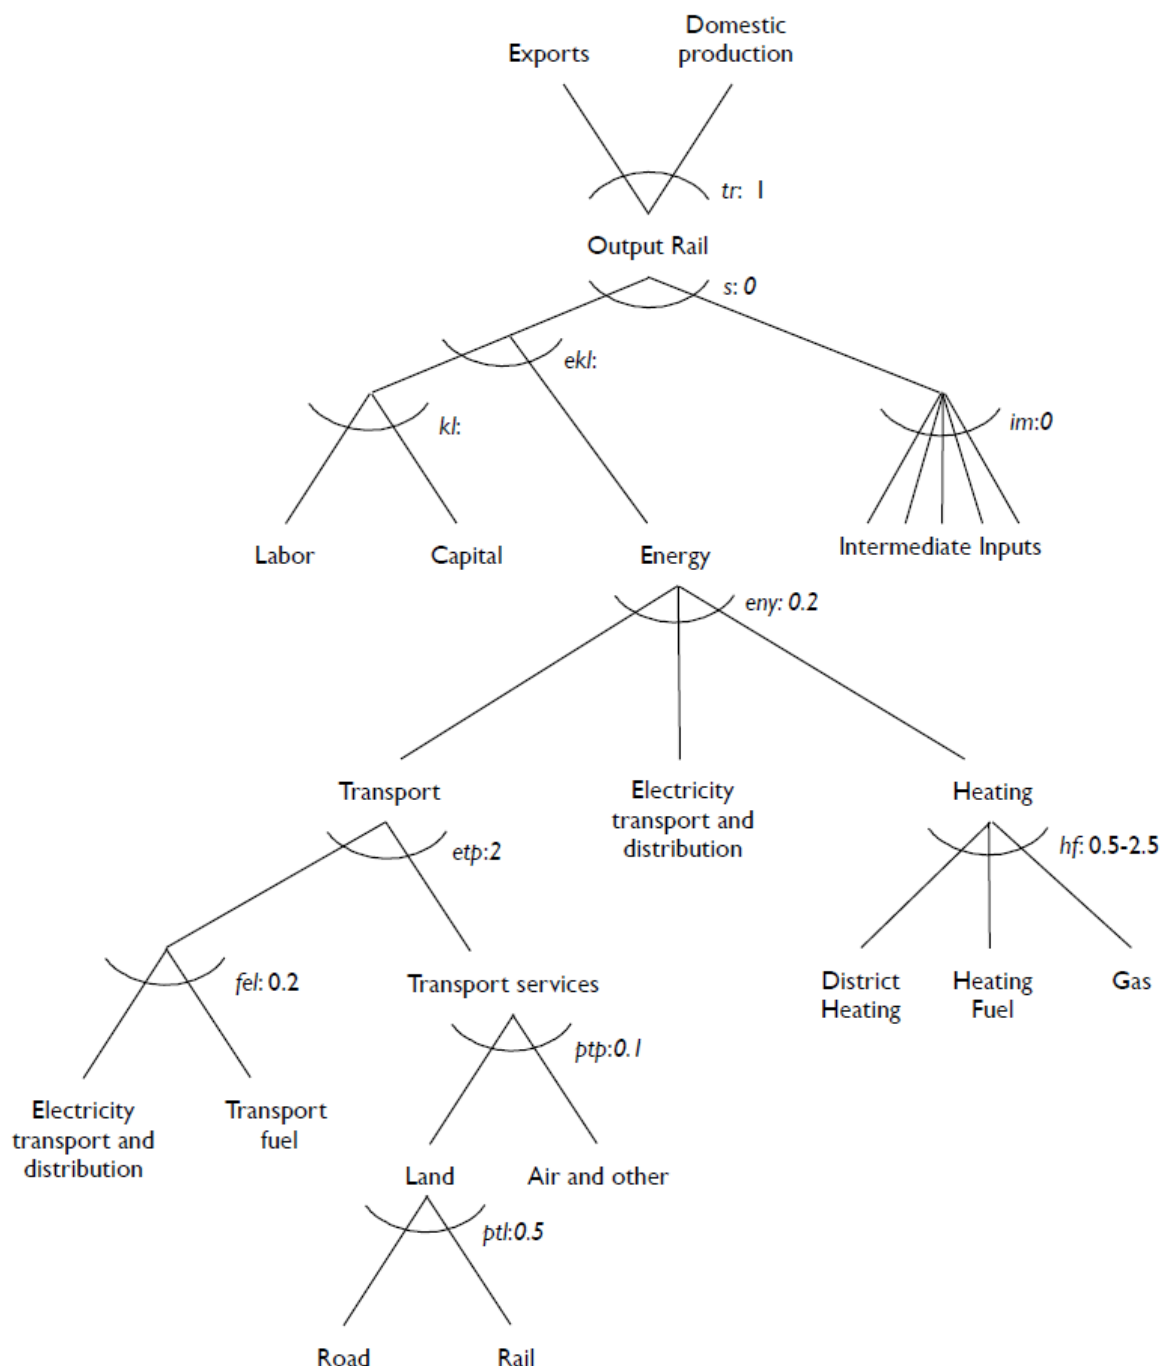 Domestic
Exports production
tr: 1
Output Rail
s: 0
ekl:
kl:
im:0
Labor Capital Energy Intermediate Inputs
eny: 0.2
Transport Electricity Heating
transport and
distribution
etp:2
hf: 0.5-2.5
fel: 0.2
Transport services
District Heating Gas
Heating Fuel
ptp:0.1
Electricity Transport
transport and fuel
distribution
Land Air and other
ptl:0.5
Road Rail